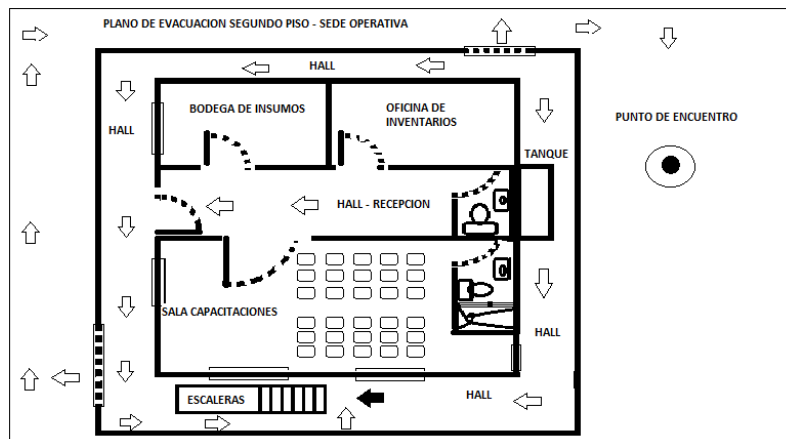 PLANO DE EVACUACION SEGUNDO PISO - SEDE OPERATIVA
HALL
BODEGA DE INSUMOS
OFICINA DE
INVENTARIOS
HALL
PUNTO DE ENCUENTRO
TANQUE
HALL - RECEPCION
SALA CAPACITACIONES
HALL
ESCALERAS
HALL